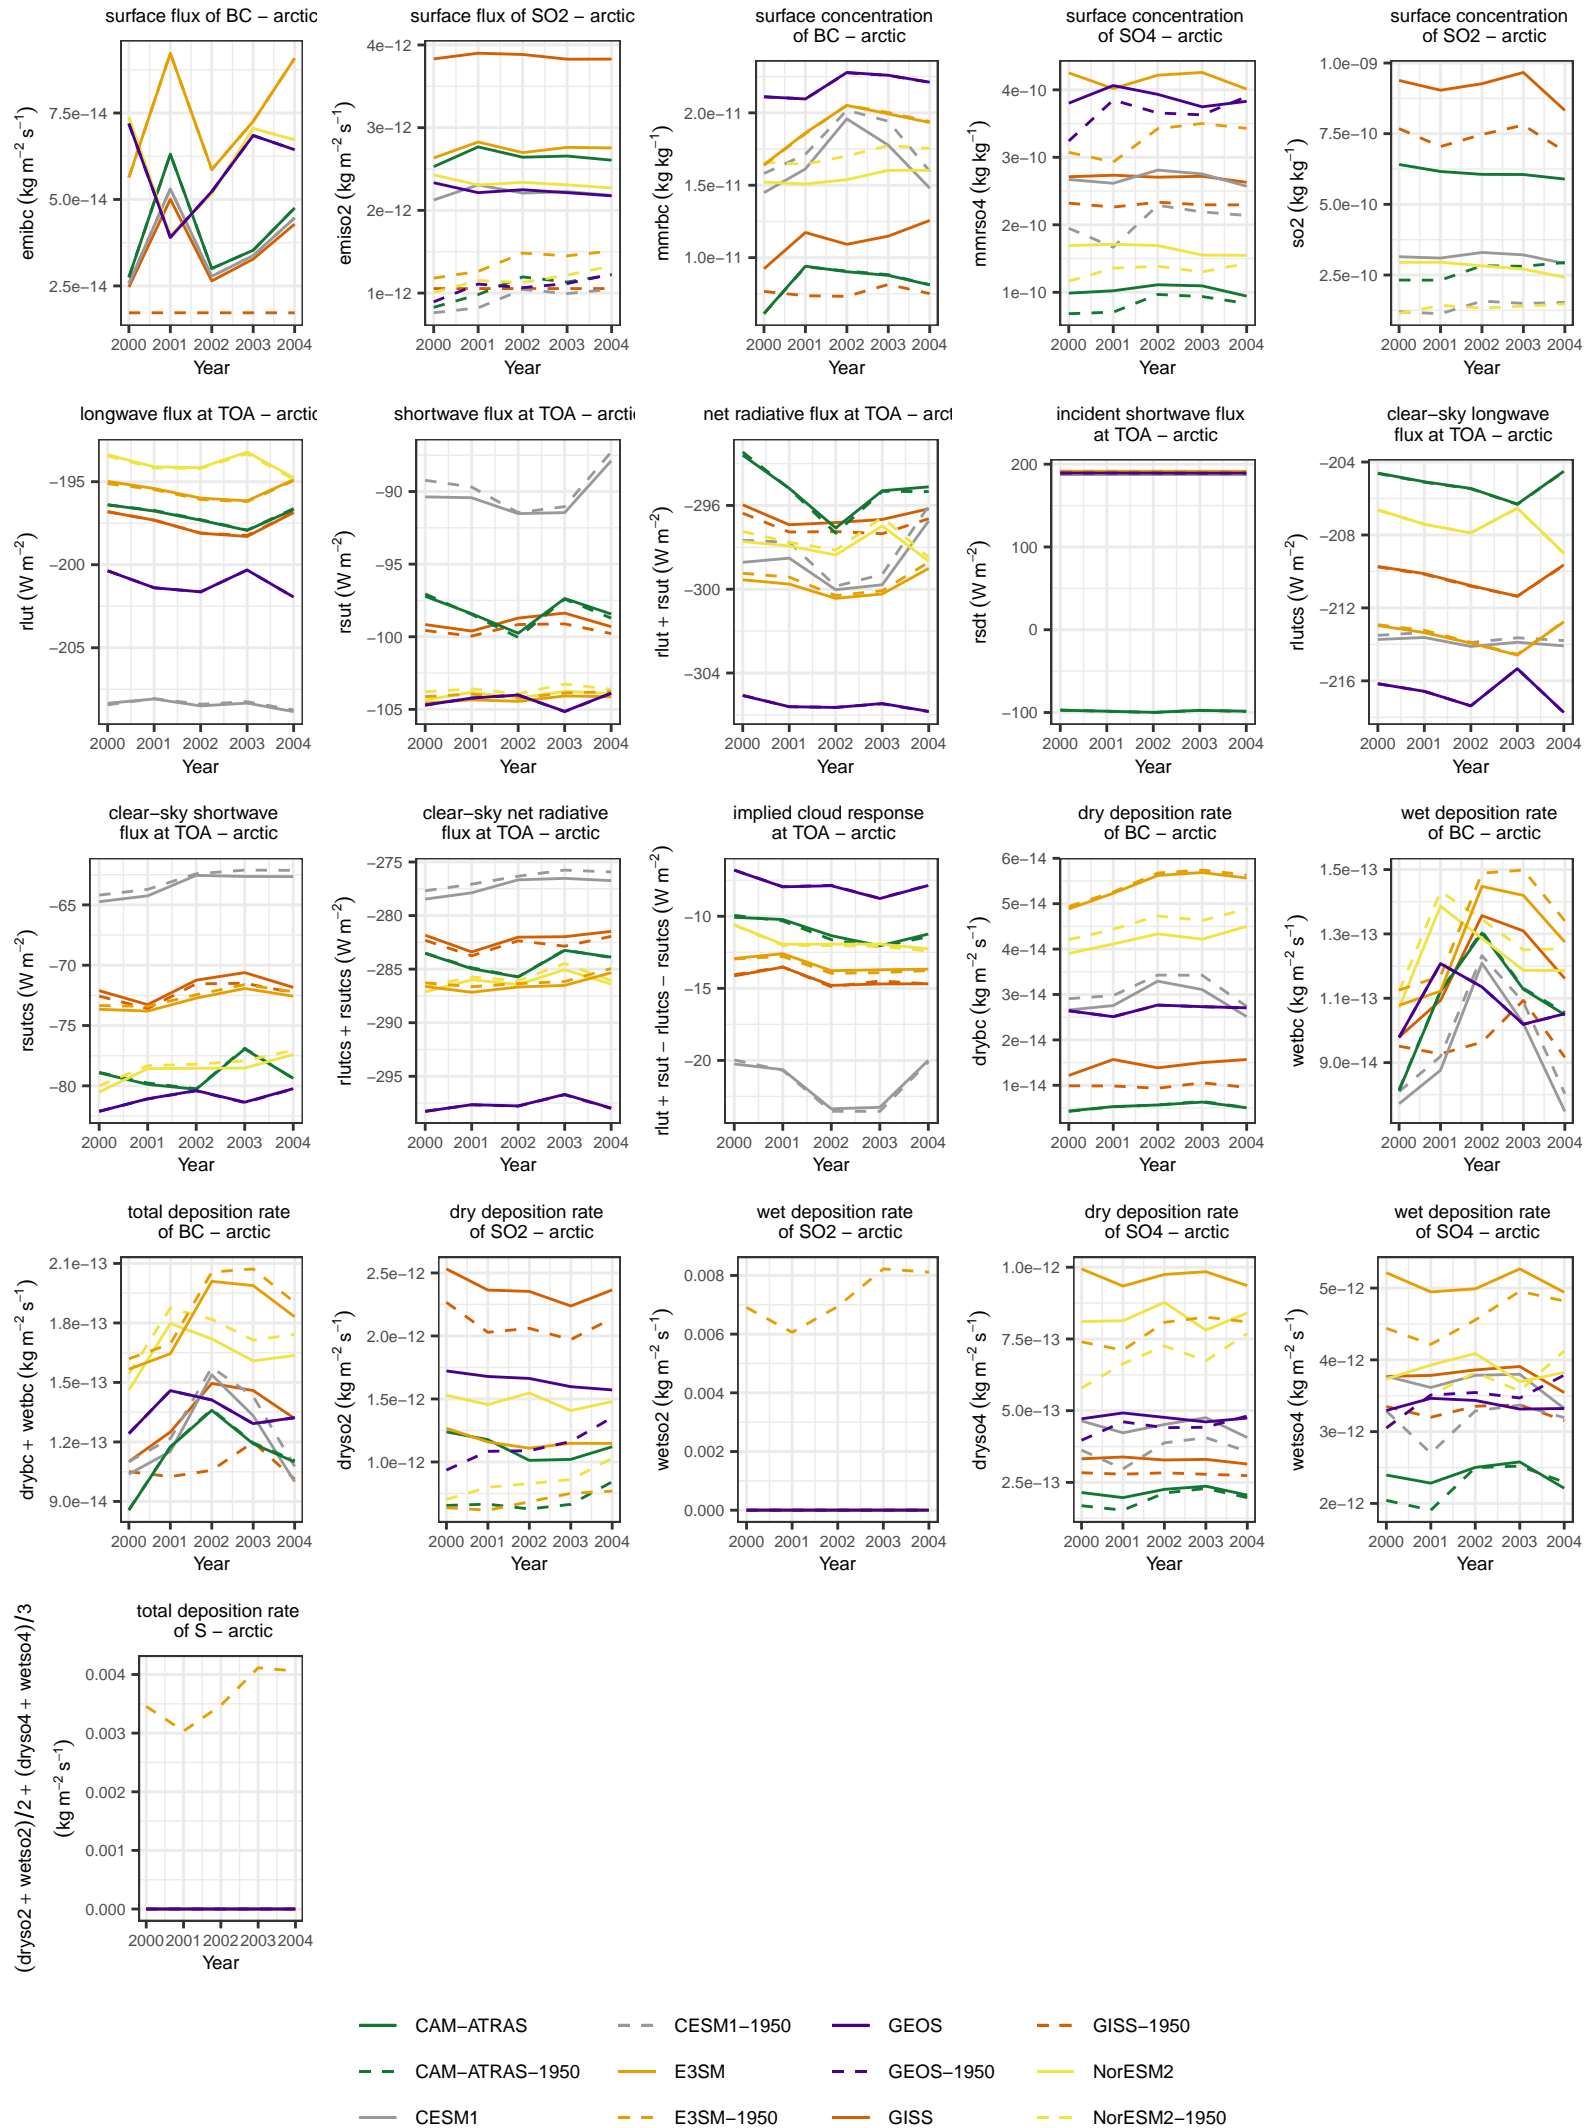 surface flux of BC − arctic
emibc (kg m−2 s−1)
7.5e−14
5.0e−14
2.5e−14
2000 2001 2002 2003 2004
Year
surface flux of SO2 − arctic
emiso2 (kg m−2 s−1)
4e−12
3e−12
2e−12
1e−12
2000 2001 2002 2003 2004
Year
surface concentration
of BC − arctic
mmrbc (kg kg−1)
2.0e−11
1.5e−11
1.0e−11
2000 2001 2002 2003 2004
Year
surface concentration
of SO4 − arctic
mmrso4 (kg kg−1)
4e−10
3e−10
2e−10
1e−10
2000 2001 2002 2003 2004
Year
surface concentration
of SO2 − arctic
so2 (kg kg−1)
1.0e−09
7.5e−10
5.0e−10
2.5e−10
2000 2001 2002 2003 2004
Year
longwave flux at TOA − arctic
rlut (W m−2)
−195
−200
−205
2000 2001 2002 2003 2004
Year
shortwave flux at TOA − arctic
rsut (W m−2)
−90
−95
−100
−105
2000 2001 2002 2003 2004
Year
net radiative flux at TOA − arct
rlut + rsut (W m−2)
−296
−300
−304
2000 2001 2002 2003 2004
Year
incident shortwave flux
at TOA − arctic
rsdt (W m−2)
200
100
0
−100
2000 2001 2002 2003 2004
Year
clear−sky longwave
flux at TOA − arctic
rlutcs (W m−2)
−204
−208
−212
−216
2000 2001 2002 2003 2004
Year
clear−sky shortwave
flux at TOA − arctic
rsutcs (W m−2)
−65
−70
−75
−80
2000 2001 2002 2003 2004
Year
clear−sky net radiative
flux at TOA − arctic
rlutcs + rsutcs (W m−2)
−275
−280
−285
−290
−295
2000 2001 2002 2003 2004
Year
implied cloud response
at TOA − arctic
rlut + rsut − rlutcs − rsutcs (W m−2)
−10
−15
−20
2000 2001 2002 2003 2004
Year
dry deposition rate
of BC − arctic
drybc (kg m−2 s−1)
6e−14
5e−14
4e−14
3e−14
2e−14
1e−14
2000 2001 2002 2003 2004
Year
wet deposition rate
of BC − arctic
wetbc (kg m−2 s−1)
1.5e−13
1.3e−13
1.1e−13
9.0e−14
2000 2001 2002 2003 2004
Year
total deposition rate
of BC − arctic
drybc + wetbc (kg m−2 s−1)
2.1e−13
1.8e−13
1.5e−13
1.2e−13
9.0e−14
2000 2001 2002 2003 2004
Year
dry deposition rate
of SO2 − arctic
dryso2 (kg m−2 s−1)
2.5e−12
2.0e−12
1.5e−12
1.0e−12
2000 2001 2002 2003 2004
Year
wet deposition rate
of SO2 − arctic
wetso2 (kg m−2 s−1)
0.008
0.006
0.004
0.002
0.000
2000 2001 2002 2003 2004
Year
dry deposition rate
of SO4 − arctic
dryso4 (kg m−2 s−1)
1.0e−12
7.5e−13
5.0e−13
2.5e−13
2000 2001 2002 2003 2004
Year
wet deposition rate
of SO4 − arctic
wetso4 (kg m−2 s−1)
5e−12
4e−12
3e−12
2e−12
2000 2001 2002 2003 2004
Year
total deposition rate
of S − arctic
(dryso2 + wetso2)/2 + (dryso4 + wetso4)/3
(kg m−2 s−1)
0.004
0.003
0.002
0.001
0.000
2000 2001 2002 2003 2004
Year
CAM−ATRAS CESM1−1950 GEOS GISS−1950
CAM−ATRAS−1950 E3SM GEOS−1950 NorESM2
CESM1 E3SM−1950 GISS NorESM2−1950